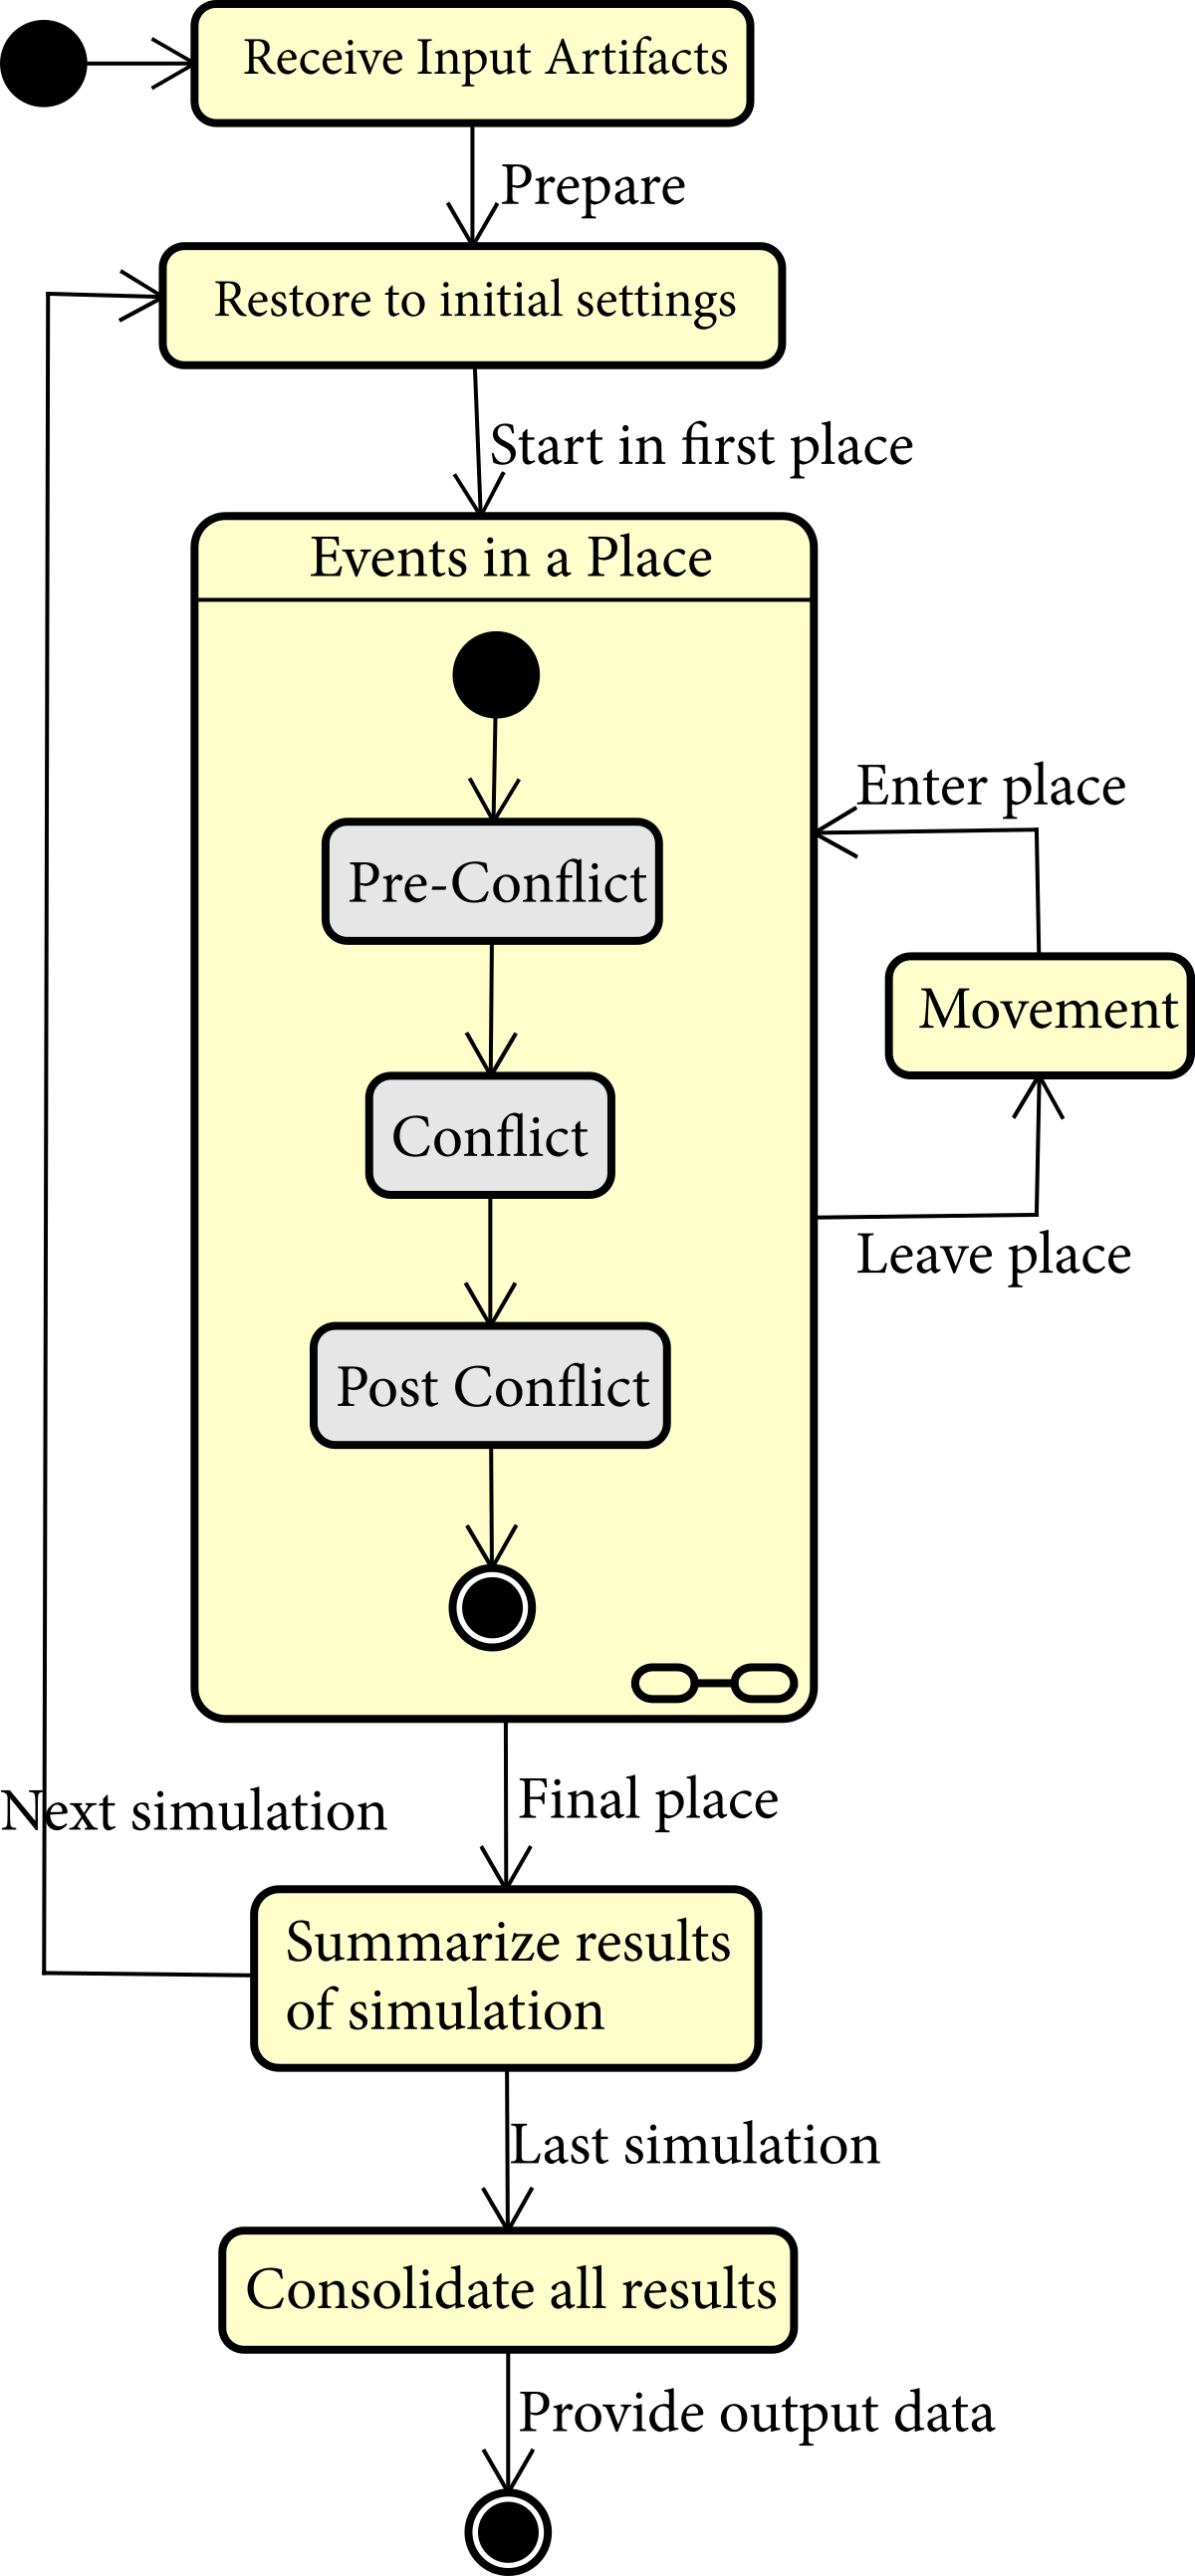 Receive Input Artifacts
Prepare
Restore to initial settings
Start in first place
Events in a Place
Enter place
Pre-Conflict
Movement
Conflict
Leave place
Post Conflict
Final place
Next simulation
Summarize results
of simulation
Last simulation
Consolidate all results
Provide output data